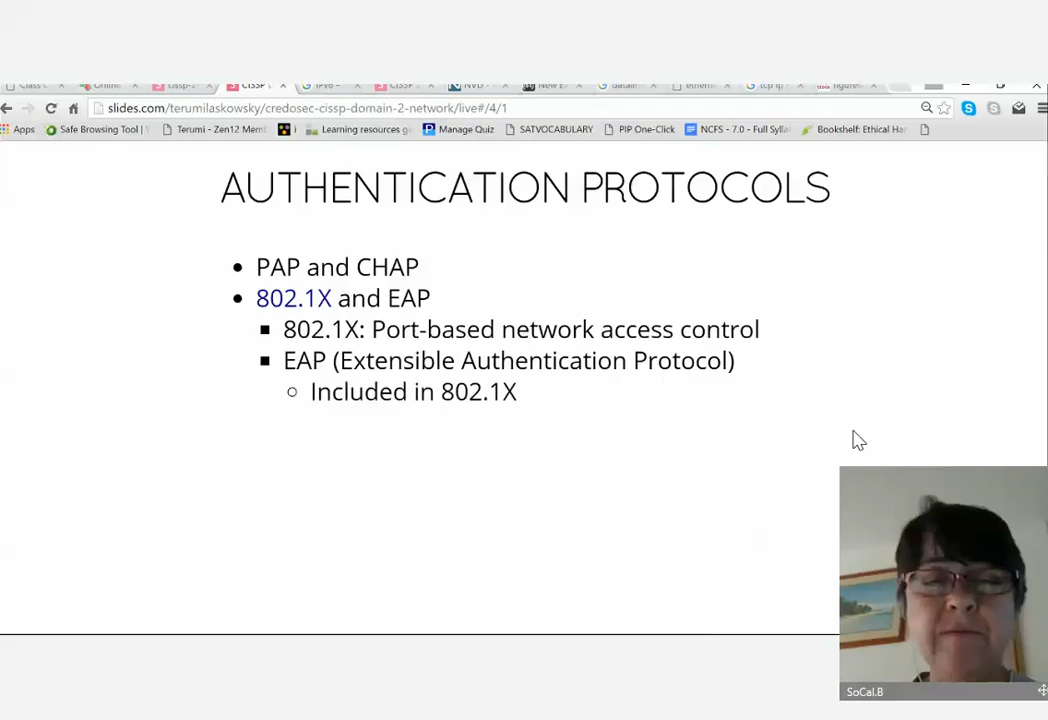 slides.com/terumilaskowsky/credosec-cissp-domain-2-network/live#/4/1
Apps Safe Browsing Tool | Terumi - Zen12 Mem Learning resources Manage Quiz SATVOCABULARY PIP One-Click NCFS - 7.0 - Full Sylla Bookshelf: Ethical Ha
AUTHENTICATION PROTOCOLS
• PAP and CHAP
• 802.1X and EAP
▪ 802.1X: Port-based network access control
▪ EAP (Extensible Authentication Protocol)
○ Included in 802.1X
SoCal.B